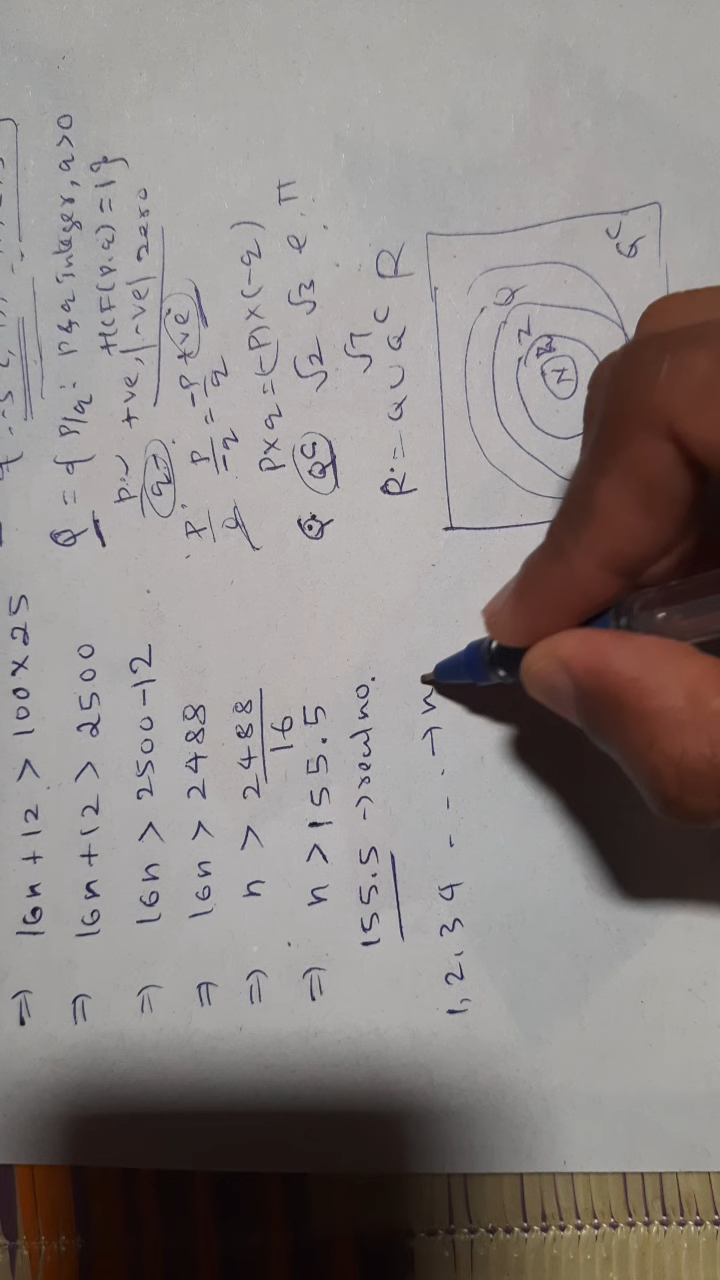 ⇒ 16n + 12 > 100 × 25
⇒ 16n + 12 > 2500
⇒ 16n > 2500 - 12
⇒ 16n > 2488
⇒ n > 2488/16
⇒ n > 155.5
155.5 → real no.
1, 2, 3 4 - - . → n
Q = { P/q : P & q integer, q > 0
HCF(p,q) = 1}
P :- +ve, -ve, zero
q
P/q . P/-q = -P/q +ve
P × q = (-P) × (-q)
Q Q^c √2 √3 e, π
√7
R :- Q ∪ Q^c R
N
Z
Q
Q^c